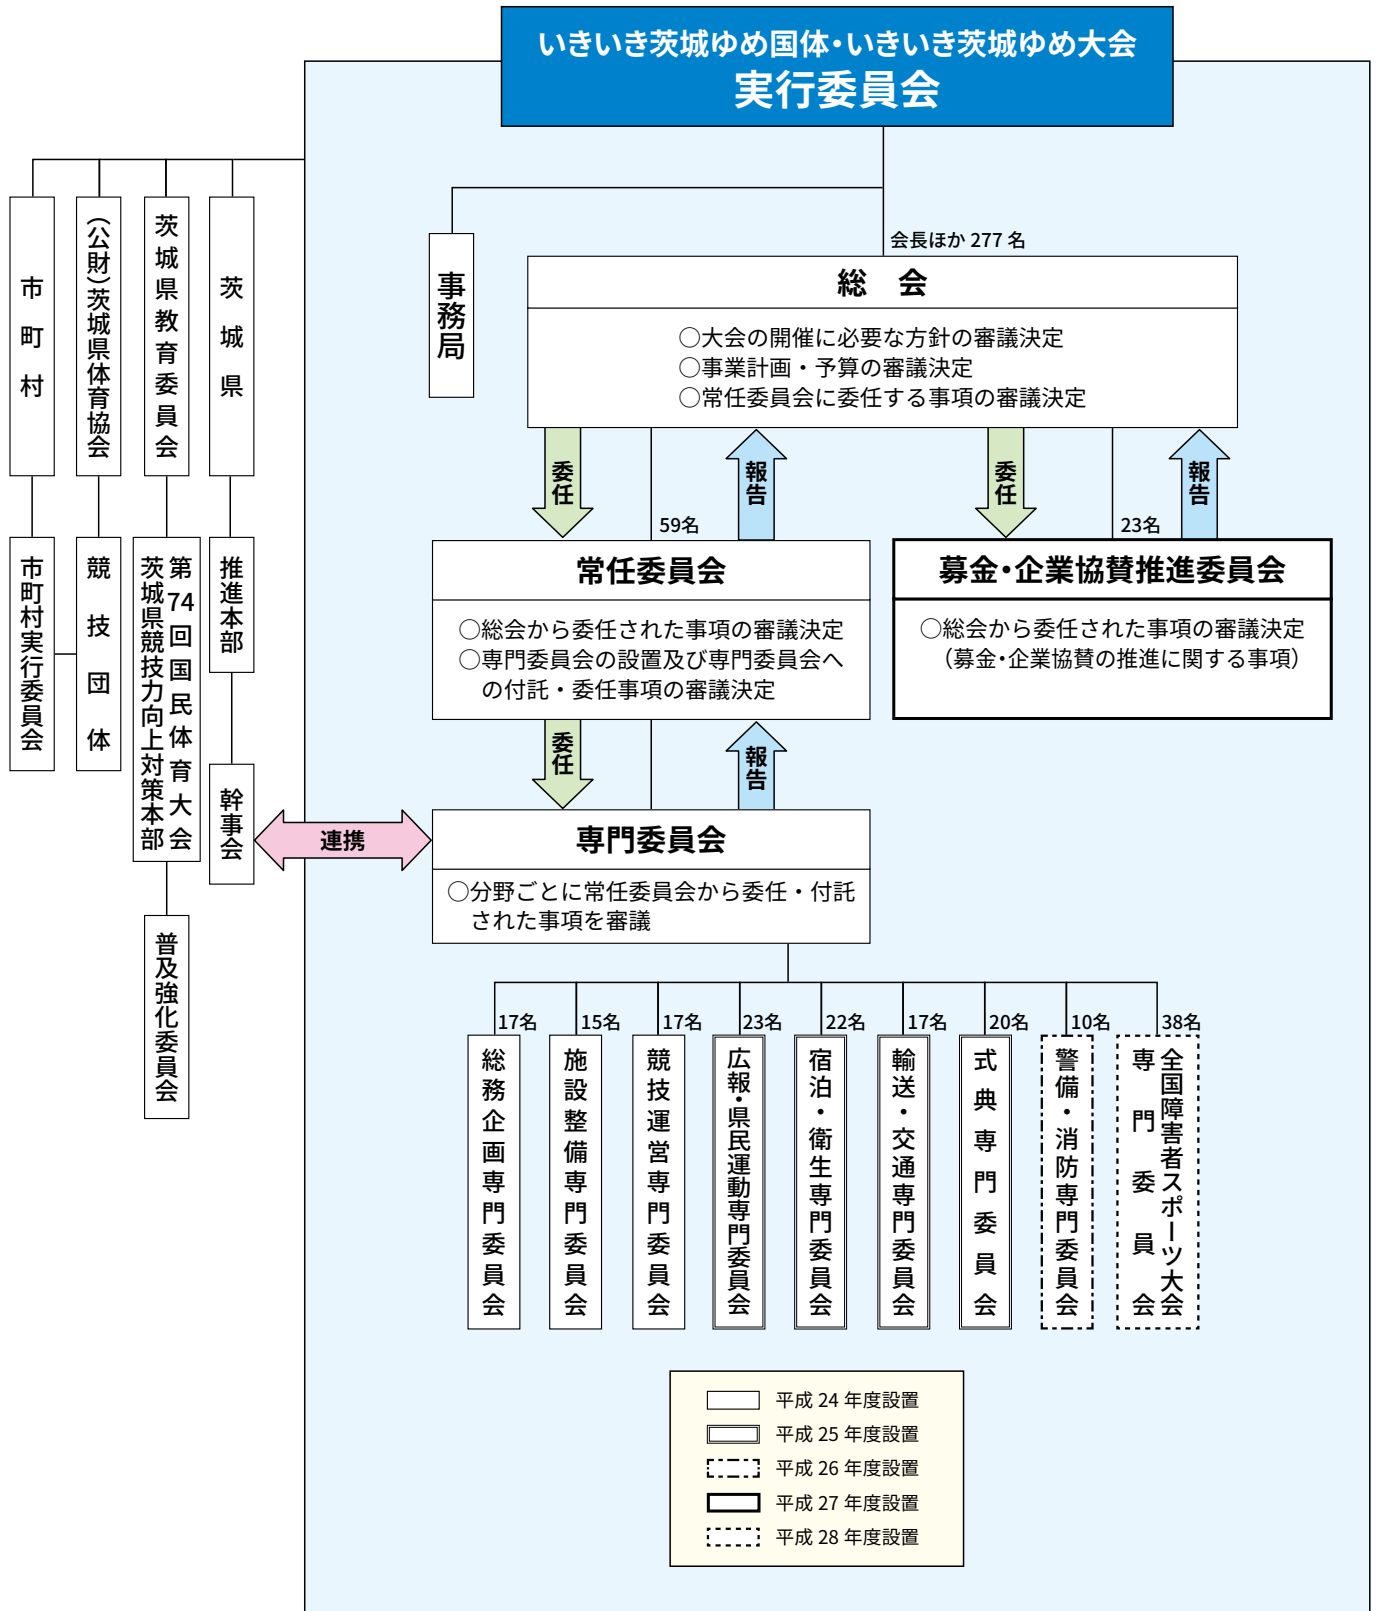 いきいき茨城ゆめ国体・いきいき茨城ゆめ大会
実行委員会
市町村
(公財)茨城県体育協会
茨城県教育委員会
茨城県
市町村実行委員会
競技団体
第74回国民体育大会
茨城県競技力向上対策本部
推進本部
幹事会
普及強化委員会
事務局
会長ほか 277 名
総　会
○大会の開催に必要な方針の審議決定
○事業計画・予算の審議決定
○常任委員会に委任する事項の審議決定
委任
報告
委任
報告
59名
常任委員会
○総会から委任された事項の審議決定
○専門委員会の設置及び専門委員会へ
の付託・委任事項の審議決定
23名
募金・企業協賛推進委員会
○総会から委任された事項の審議決定
(募金・企業協賛の推進に関する事項)
委任
報告
連携
専門委員会
○分野ごとに常任委員会から委任・付託
された事項を審議
17名
総務企画専門委員会
15名
施設整備専門委員会
17名
競技運営専門委員会
23名
広報・県民運動専門委員会
22名
宿泊・衛生専門委員会
17名
輸送・交通専門委員会
20名
式典専門委員会
10名
警備・消防専門委員会
38名
全国障害者スポーツ大会
専門委員会
平成 24 年度設置
平成 25 年度設置
平成 26 年度設置
平成 27 年度設置
平成 28 年度設置